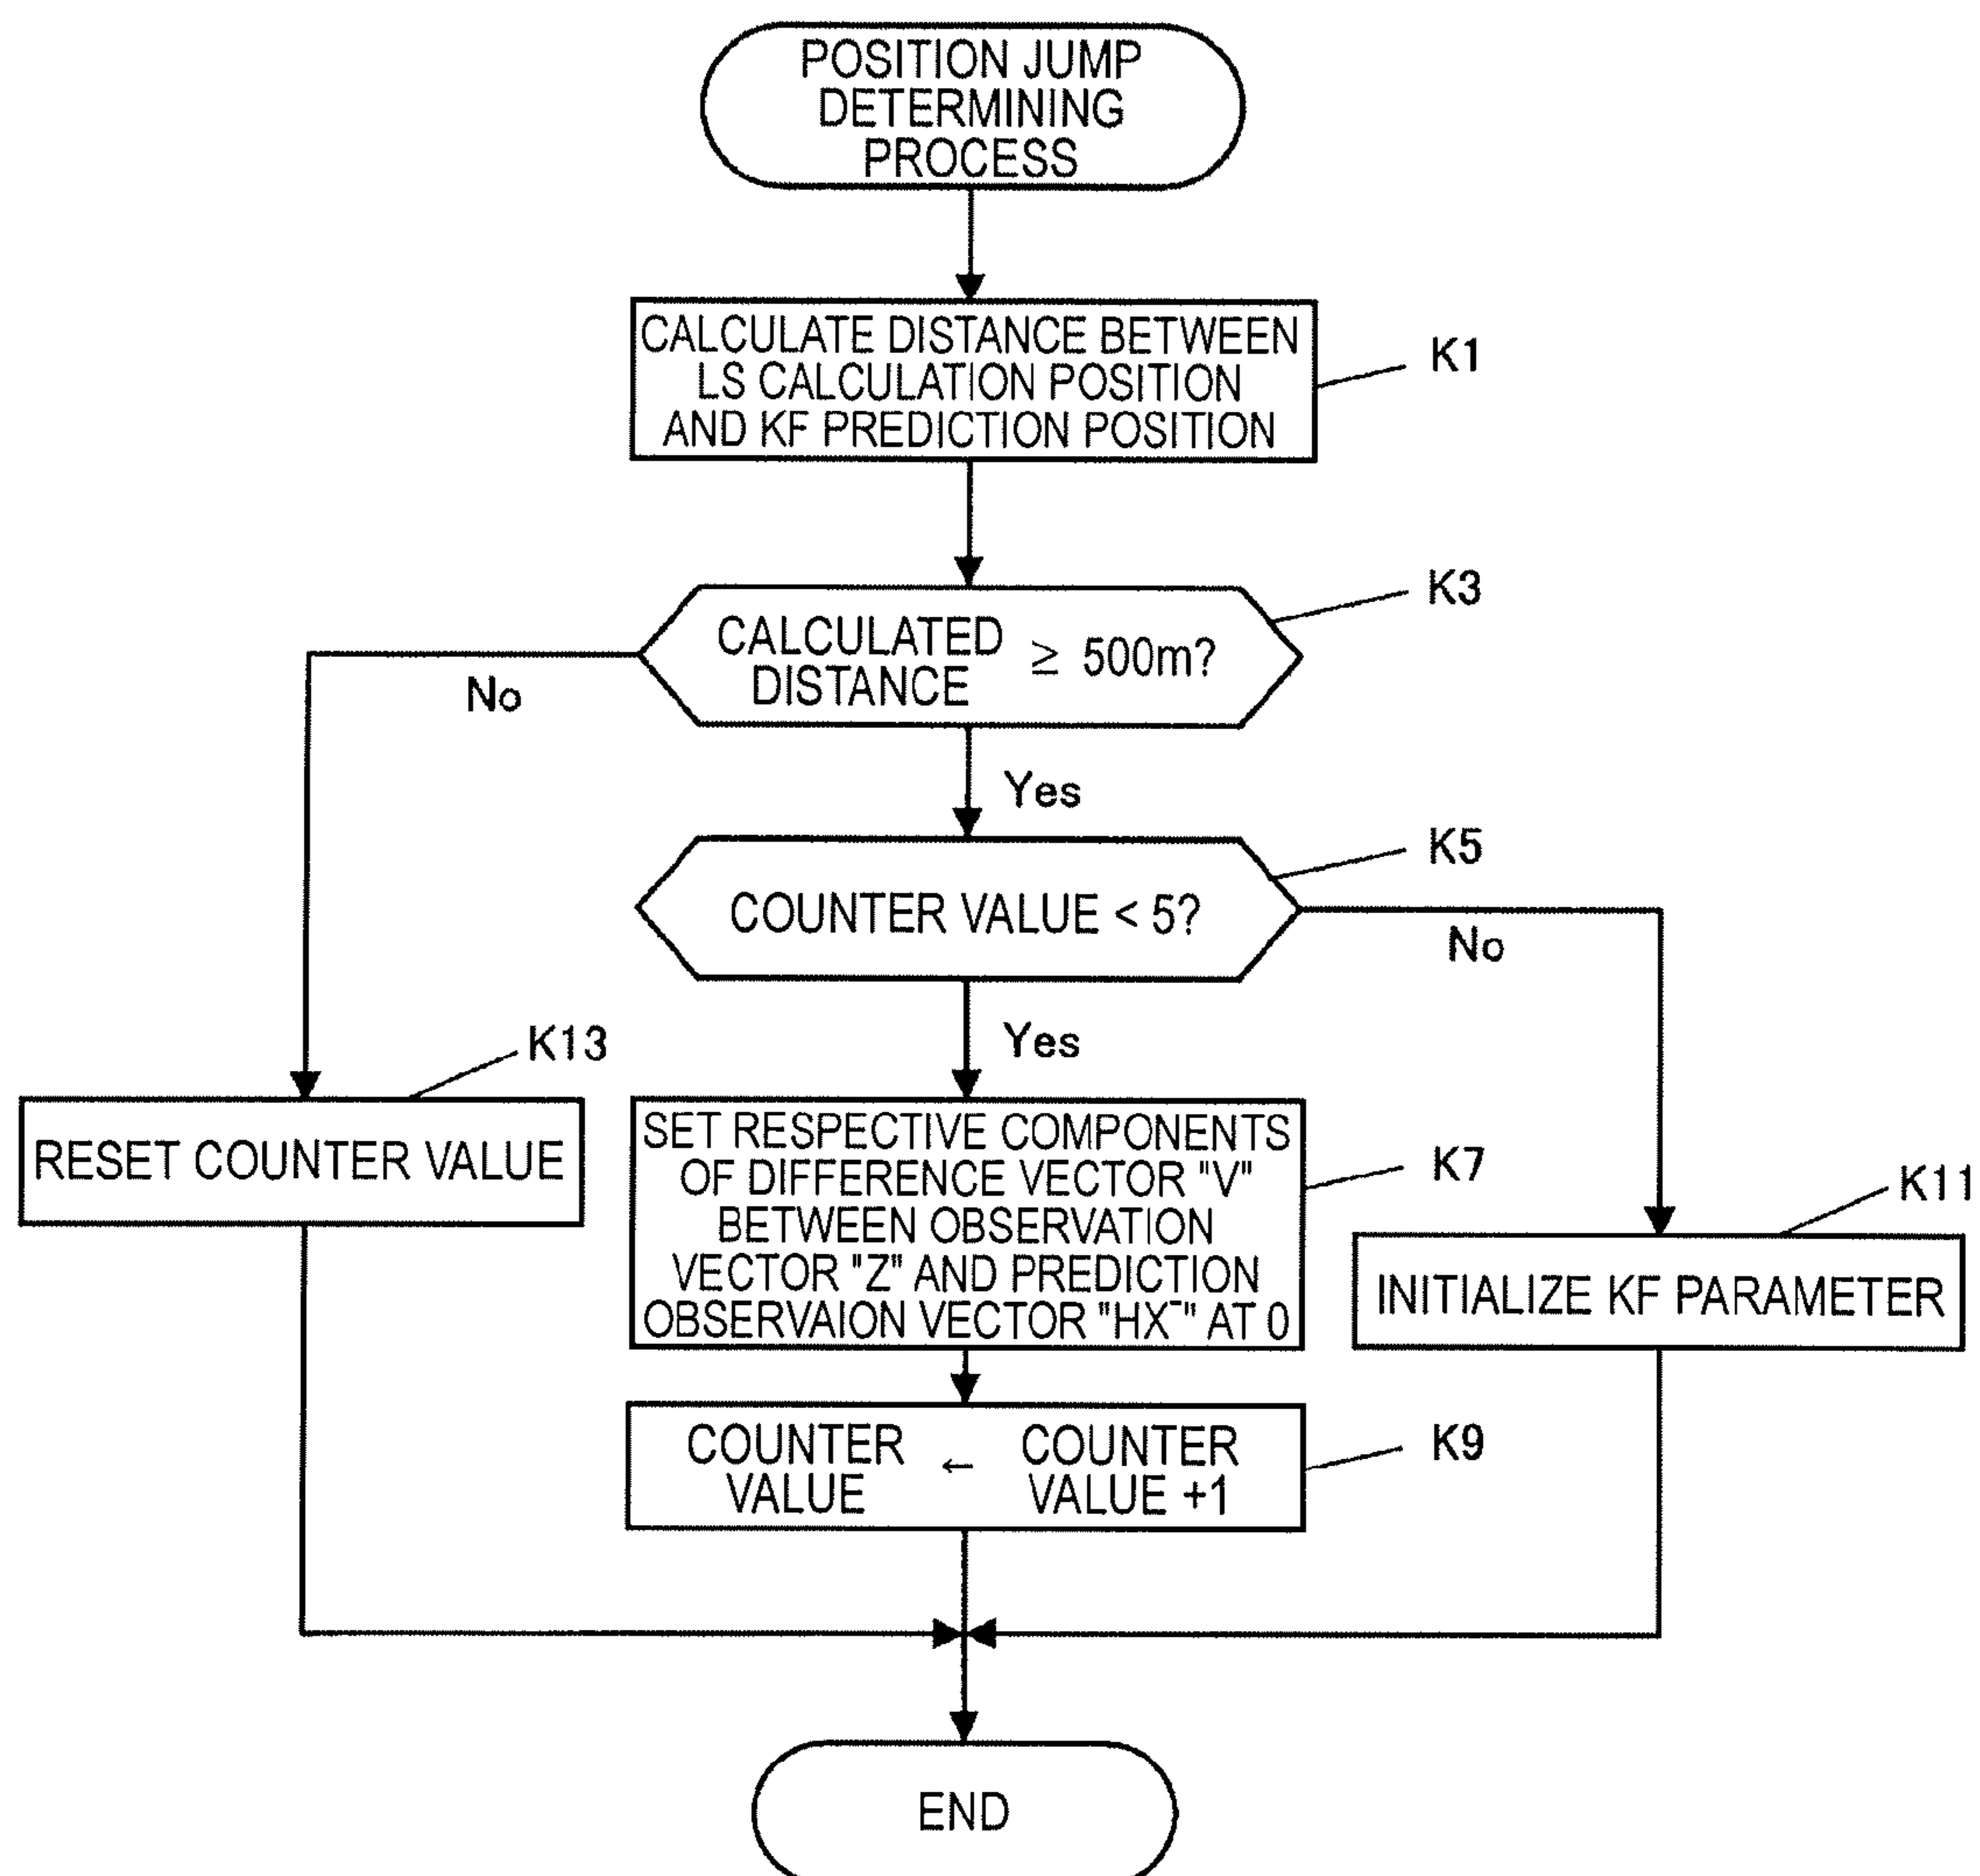 POSITION JUMP
DETERMINING
PROCESS
CALCULATE DISTANCE BETWEEN
LS CALCULATION POSITION
AND KF PREDICTION POSITION
K1
K3
CALCULATED
DISTANCE
≥ 500m?
No
Yes
K5
COUNTER VALUE < 5?
No
Yes
K13
RESET COUNTER VALUE
SET RESPECTIVE COMPONENTS
OF DIFFERENCE VECTOR "V"
BETWEEN OBSERVATION
VECTOR "Z" AND PREDICTION
OBSERVAION VECTOR "HX⁻" AT 0
K7
K11
INITIALIZE KF PARAMETER
COUNTER
VALUE
←
COUNTER
VALUE +1
K9
END